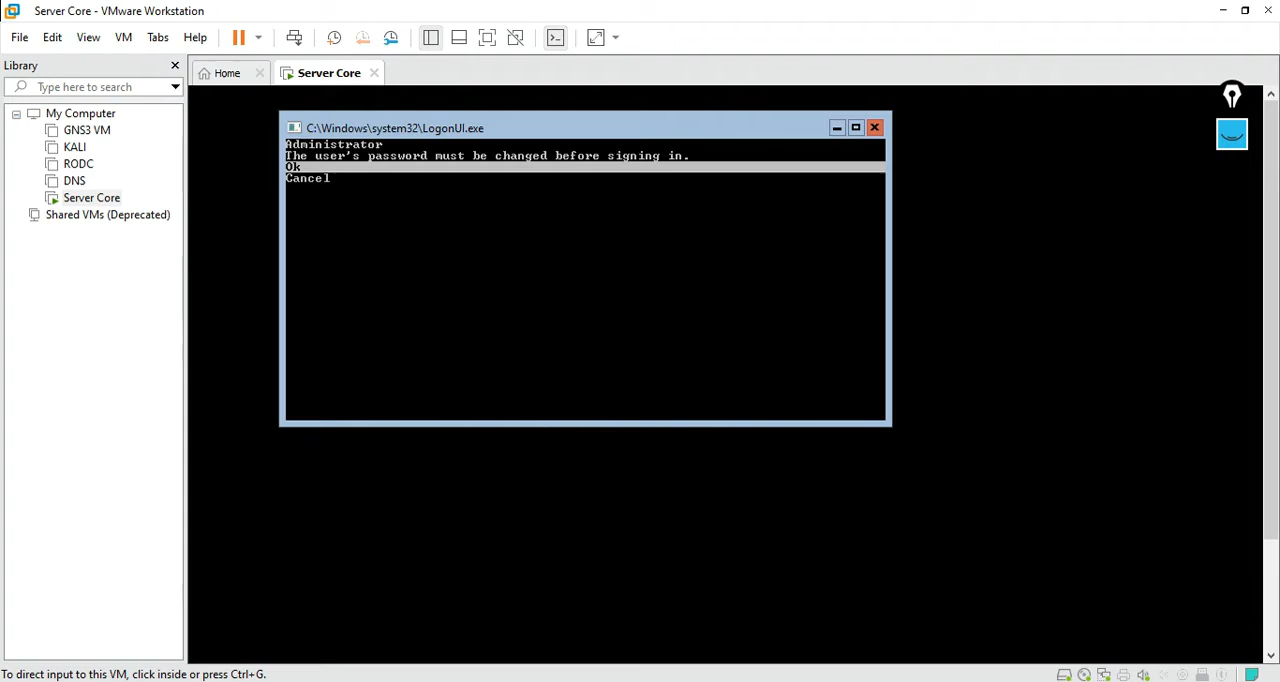 Server Core - VMware Workstation
File Edit View VM Tabs Help
Library
Type here to search
Home
Server Core
My Computer
GNS3 VM
KALI
RODC
DNS
Server Core
Shared VMs (Deprecated)
C:\Windows\system32\LogonUI.exe
Administrator
The user's password must be changed before signing in.
Ok
Cancel
To direct input to this VM, click inside or press Ctrl+G.